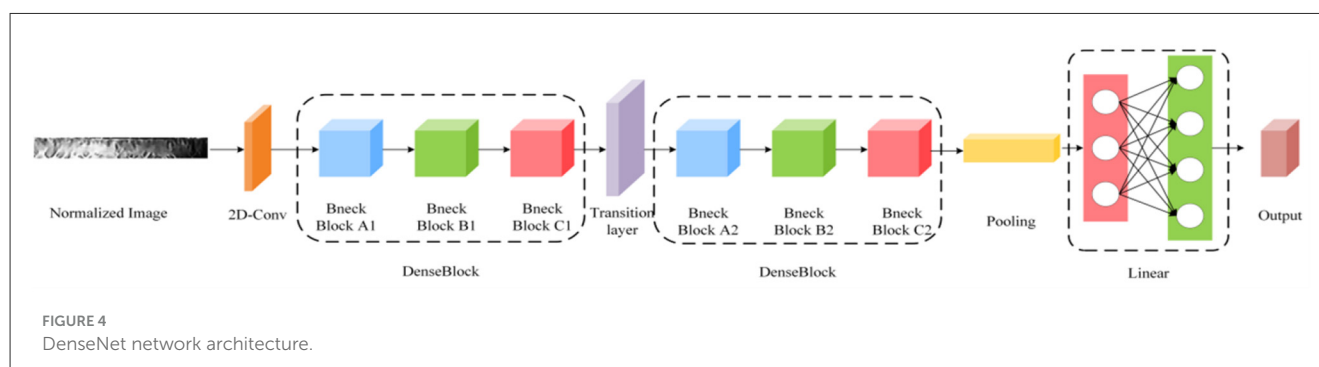 Normalized Image
2D-Conv
Bneck
Block A1
Bneck
Block B1
Bneck
Block C1
DenseBlock
Transition
layer
Bneck
Block A2
Bneck
Block B2
Bneck
Block C2
DenseBlock
Pooling
Linear
Output
FIGURE 4
DenseNet network architecture.